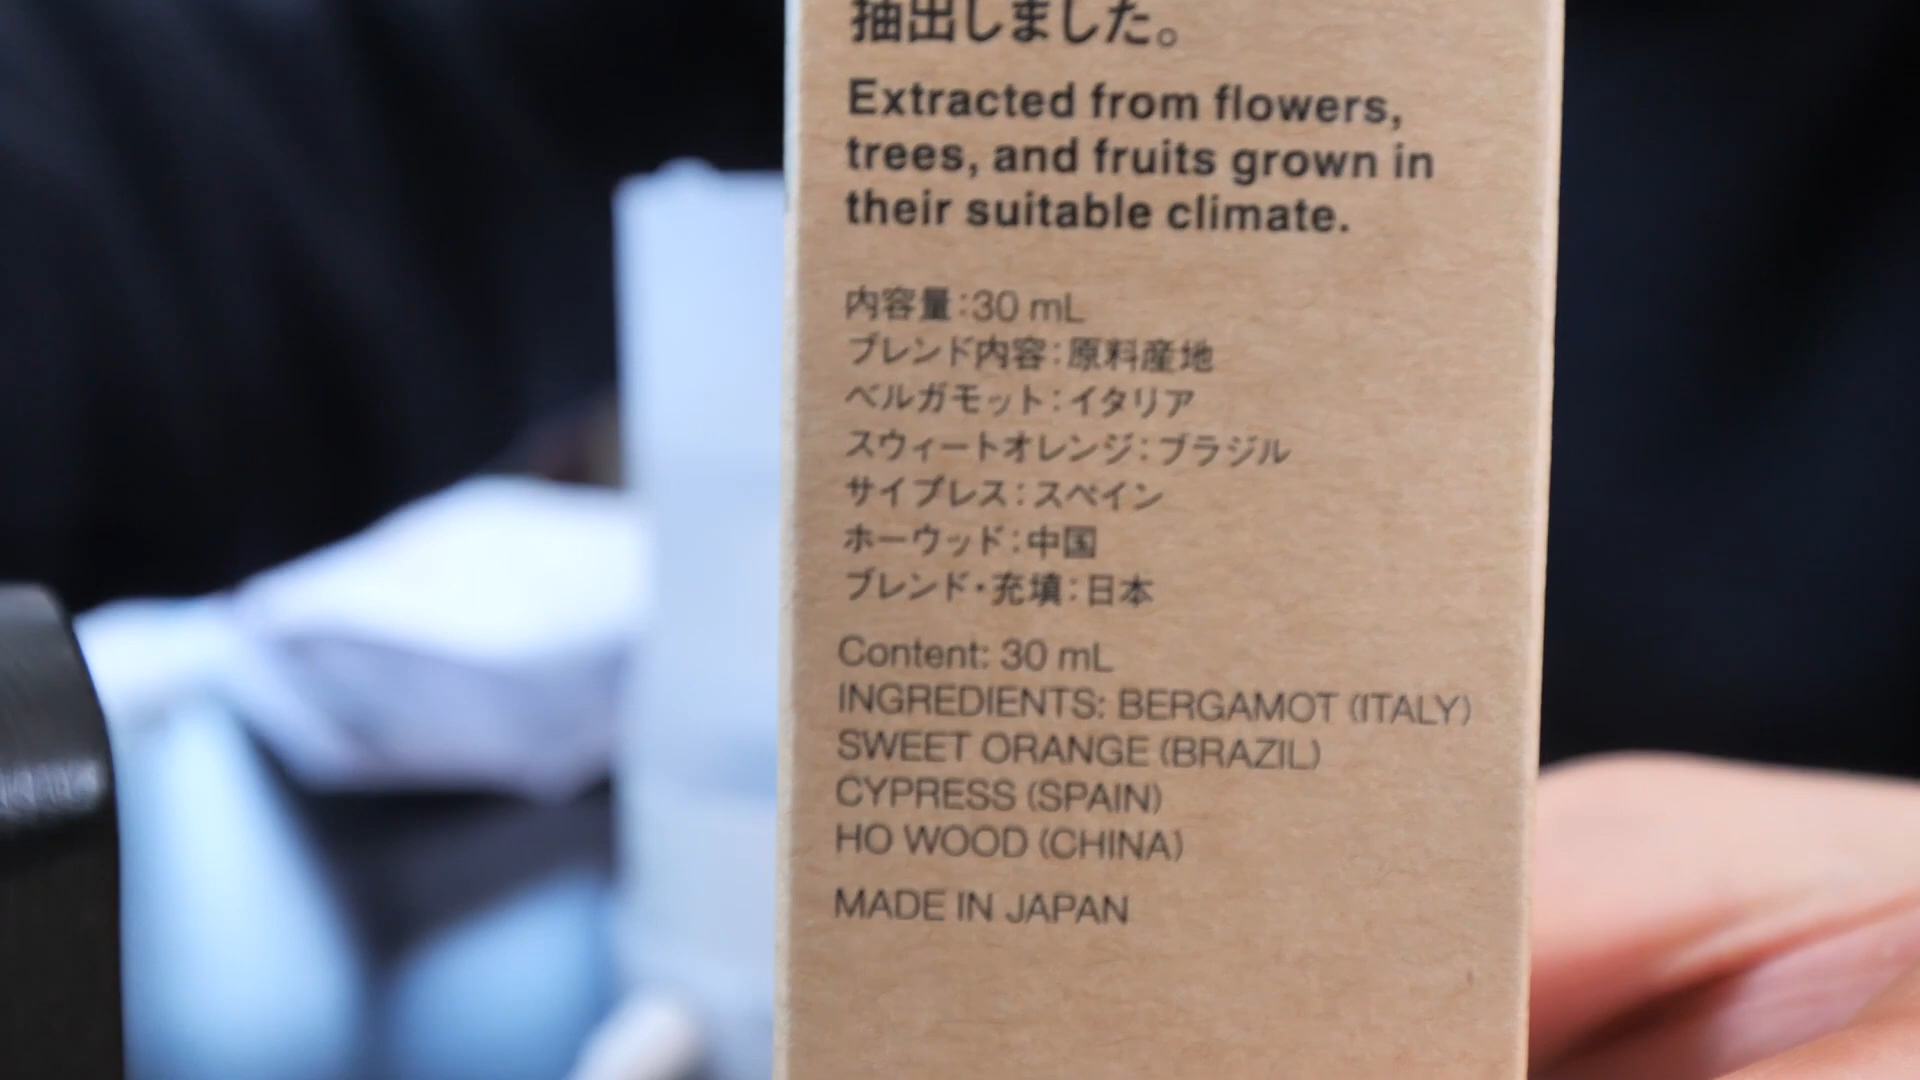 抽出しました。
Extracted from flowers,
trees, and fruits grown in
their suitable climate.
内容量:30 mL
ブレンド内容:原料産地
ベルガモット:イタリア
スウィートオレンジ:ブラジル
サイプレス:スペイン
ホーウッド:中国
ブレンド・充填:日本
Content: 30 mL
INGREDIENTS: BERGAMOT (ITALY)
SWEET ORANGE (BRAZIL)
CYPRESS (SPAIN)
HO WOOD (CHINA)
MADE IN JAPAN